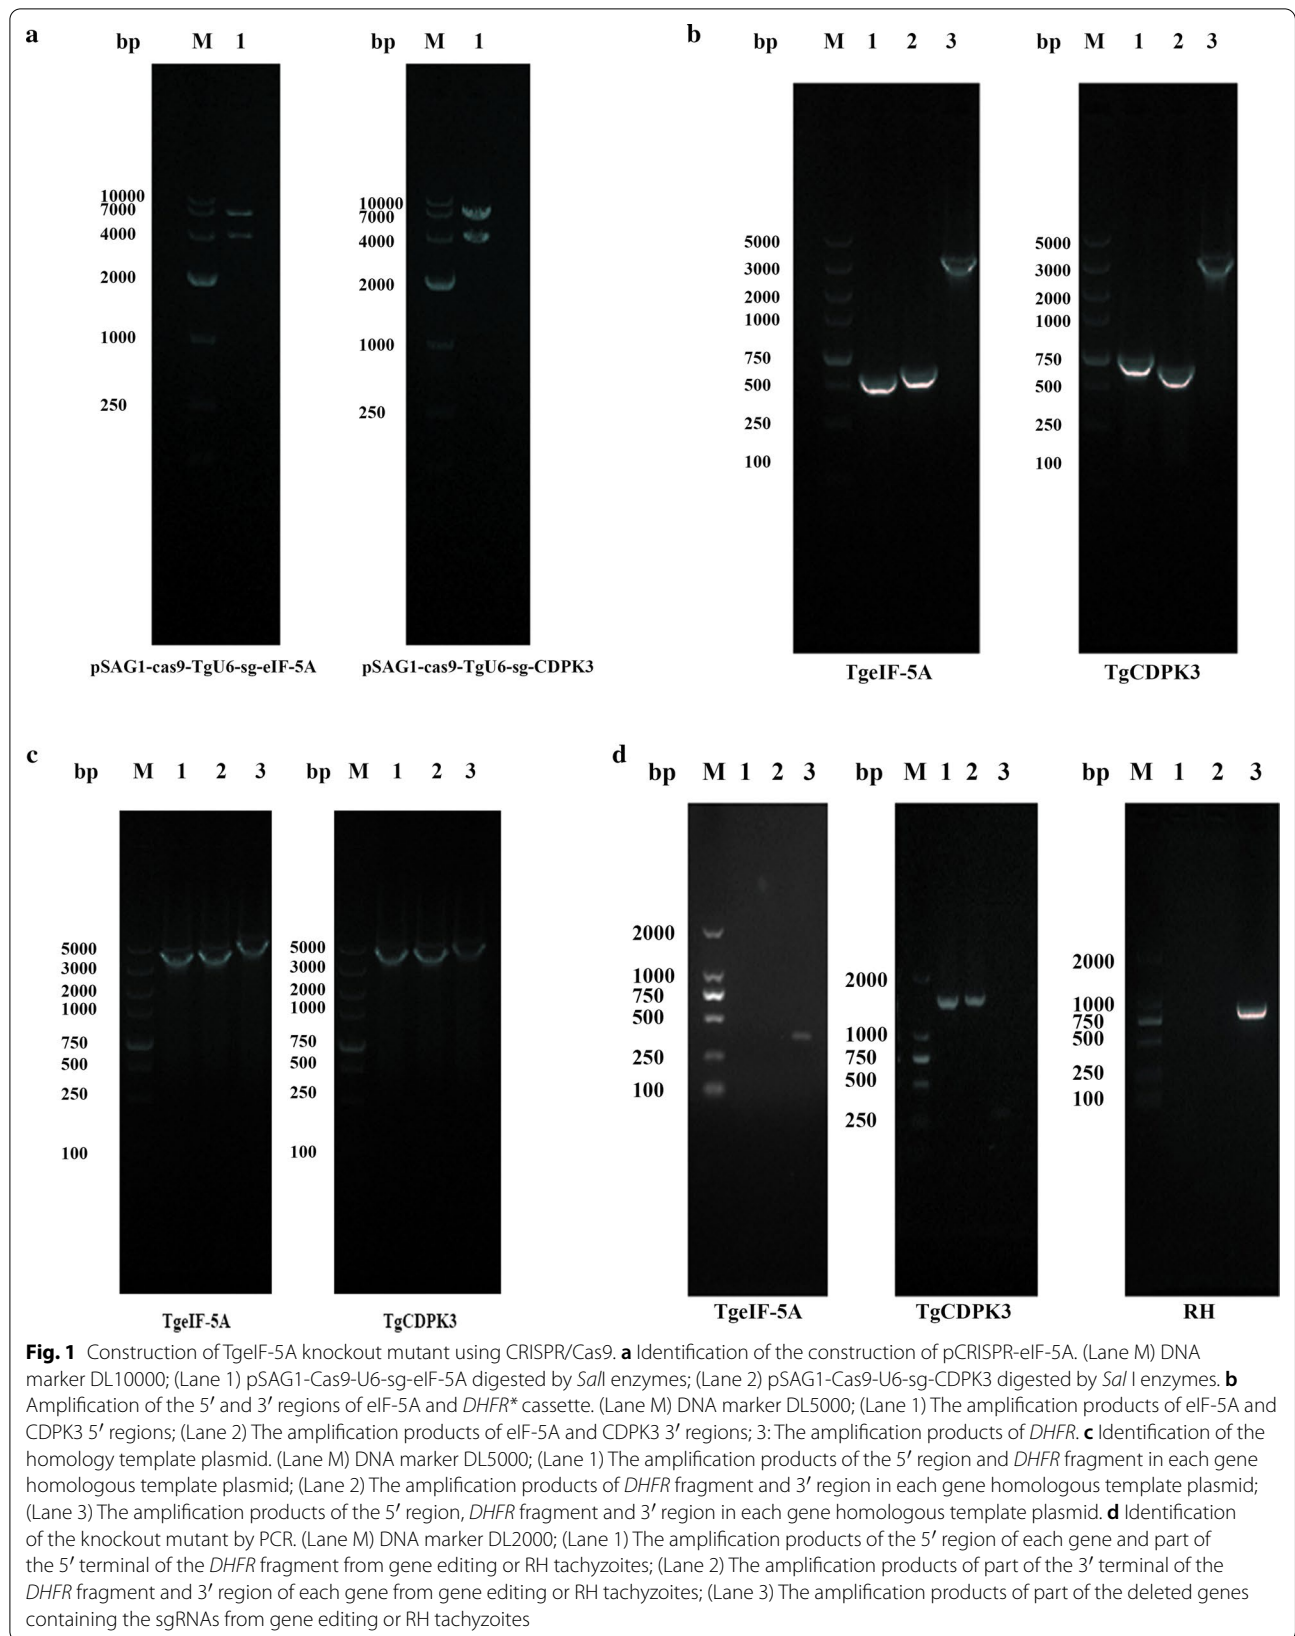 a
bp M 1
10000
7000
4000
2000
1000
250
pSAG1-cas9-TgU6-sg-eIF-5A
bp M 1
10000
7000
4000
2000
1000
250
pSAG1-cas9-TgU6-sg-CDPK3
b
bp M 1 2 3
5000
3000
2000
1000
750
500
250
100
TgeIF-5A
bp M 1 2 3
5000
3000
2000
1000
750
500
250
100
TgCDPK3
c
bp M 1 2 3
5000
3000
2000
1000
750
500
250
100
TgeIF-5A
bp M 1 2 3
5000
3000
2000
1000
750
500
250
100
TgCDPK3
d
bp M 1 2 3
2000
1000
750
500
250
100
TgeIF-5A
M 1 2 3
2000
1000
750
500
250
TgCDPK3
bp M 1 2 3
2000
1000
750
500
250
100
RH
Fig. 1 Construction of TgeIF-5A knockout mutant using CRISPR/Cas9. a Identification of the construction of pCRISPR-eIF-5A. (Lane M) DNA
marker DL10000; (Lane 1) pSAG1-Cas9-U6-sg-eIF-5A digested by SalI enzymes; (Lane 2) pSAG1-Cas9-U6-sg-CDPK3 digested by Sal I enzymes. b
Amplification of the 5′ and 3′ regions of eIF-5A and DHFR* cassette. (Lane M) DNA marker DL5000; (Lane 1) The amplification products of eIF-5A and
CDPK3 5′ regions; (Lane 2) The amplification products of eIF-5A and CDPK3 3′ regions; 3: The amplification products of DHFR. c Identification of the
homology template plasmid. (Lane M) DNA marker DL5000; (Lane 1) The amplification products of the 5′ region and DHFR fragment in each gene
homologous template plasmid; (Lane 2) The amplification products of DHFR fragment and 3′ region in each gene homologous template plasmid;
(Lane 3) The amplification products of the 5′ region, DHFR fragment and 3′ region in each gene homologous template plasmid. d Identification
of the knockout mutant by PCR. (Lane M) DNA marker DL2000; (Lane 1) The amplification products of the 5′ region of each gene and part of
the 5′ terminal of the DHFR fragment from gene editing or RH tachyzoites; (Lane 2) The amplification products of part of the 3′ terminal of the
DHFR fragment and 3′ region of each gene from gene editing or RH tachyzoites; (Lane 3) The amplification products of part of the deleted genes
containing the sgRNAs from gene editing or RH tachyzoites